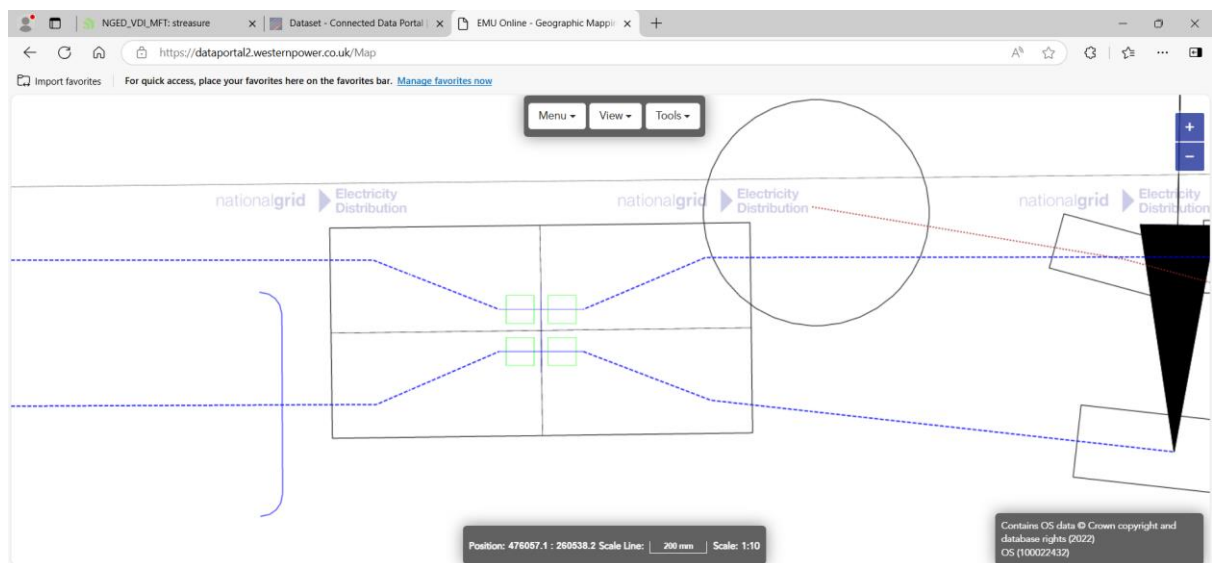 NGED_VDI_MFT: streasure
Dataset - Connected Data Portal
EMU Online - Geographic Mappin
https://dataportal2.westernpower.co.uk/Map
Import favorites
For quick access, place your favorites here on the favorites bar. Manage favorites now
Menu View Tools
nationalgrid Electricity Distribution
nationalgrid Electricity Distribution
nationalgrid Electricity Distribution
Position: 476057.1 : 260538.2 Scale Line: 200 mm Scale: 1:10
Contains OS data © Crown copyright and
database rights (2022)
OS (100022432)